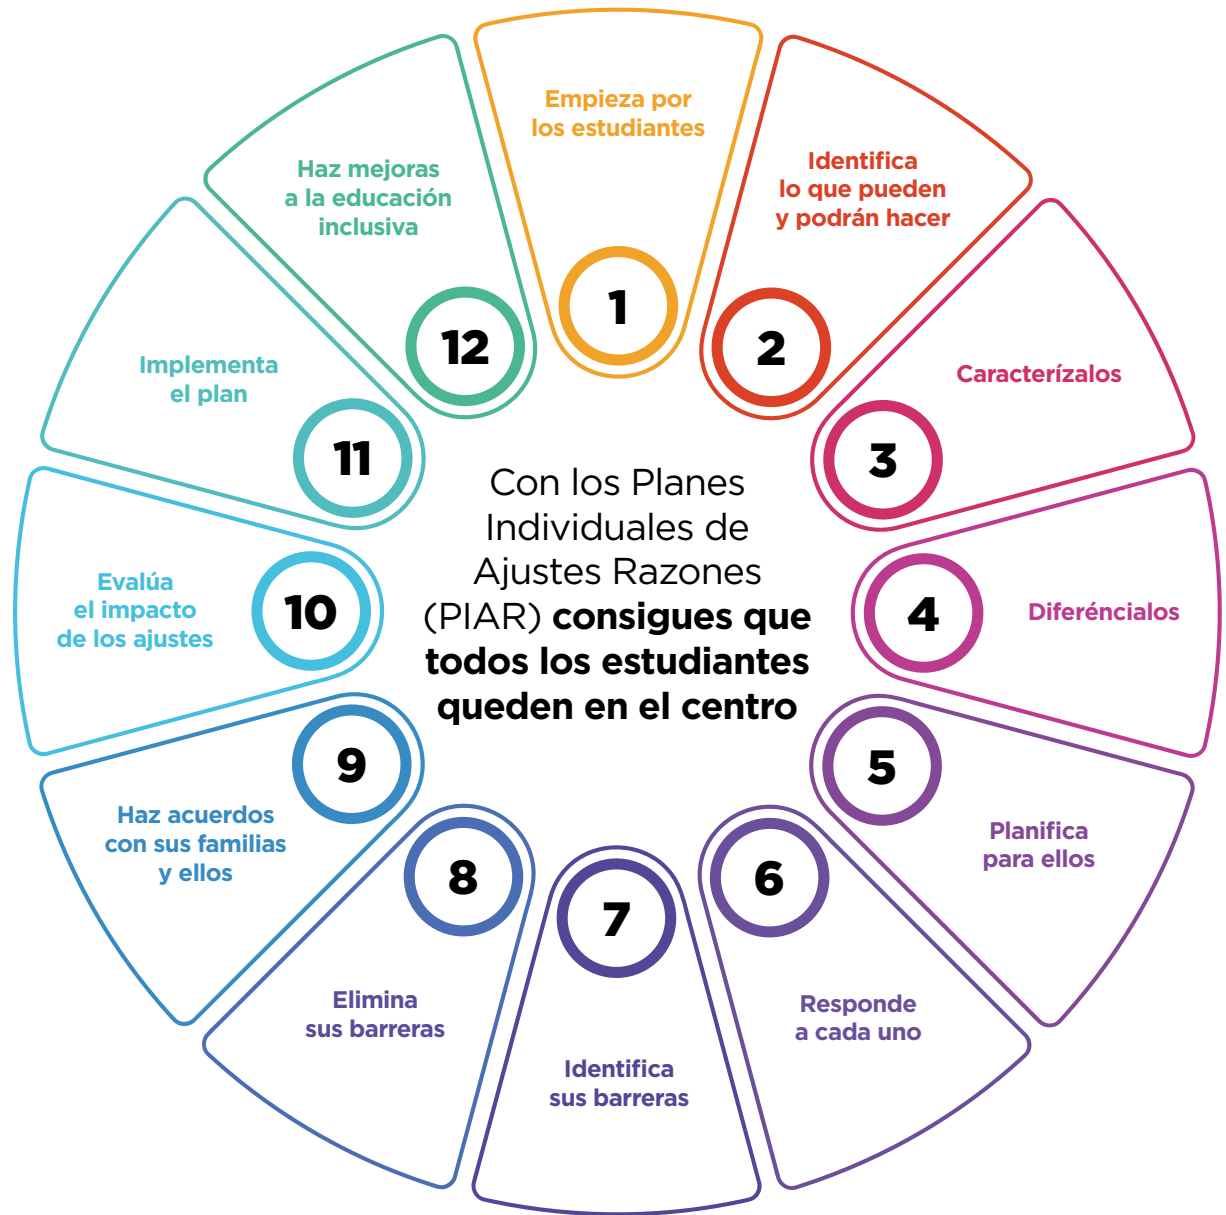 1
Empieza por
los estudiantes
2
Identifica
lo que pueden
y podrán hacer
3
Caracterízalos
4
Diferéncialos
5
Planifica
para ellos
6
Responde
a cada uno
7
Identifica
sus barreras
8
Elimina
sus barreras
9
Haz acuerdos
con sus familias
y ellos
10
Evalúa
el impacto
de los ajustes
11
Implementa
el plan
12
Haz mejoras
a la educación
inclusiva
Con los Planes
Individuales de
Ajustes Razones
(PIAR) consigues que
todos los estudiantes
queden en el centro